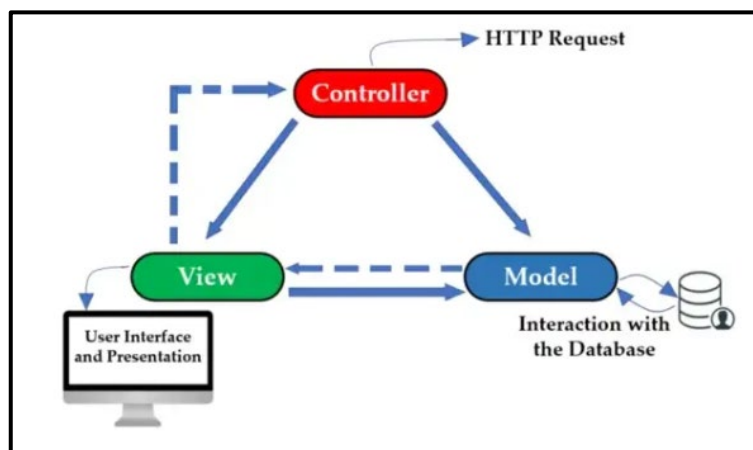 HTTP Request
Controller
View
Model
User Interface
and Presentation
Interaction with
the Database